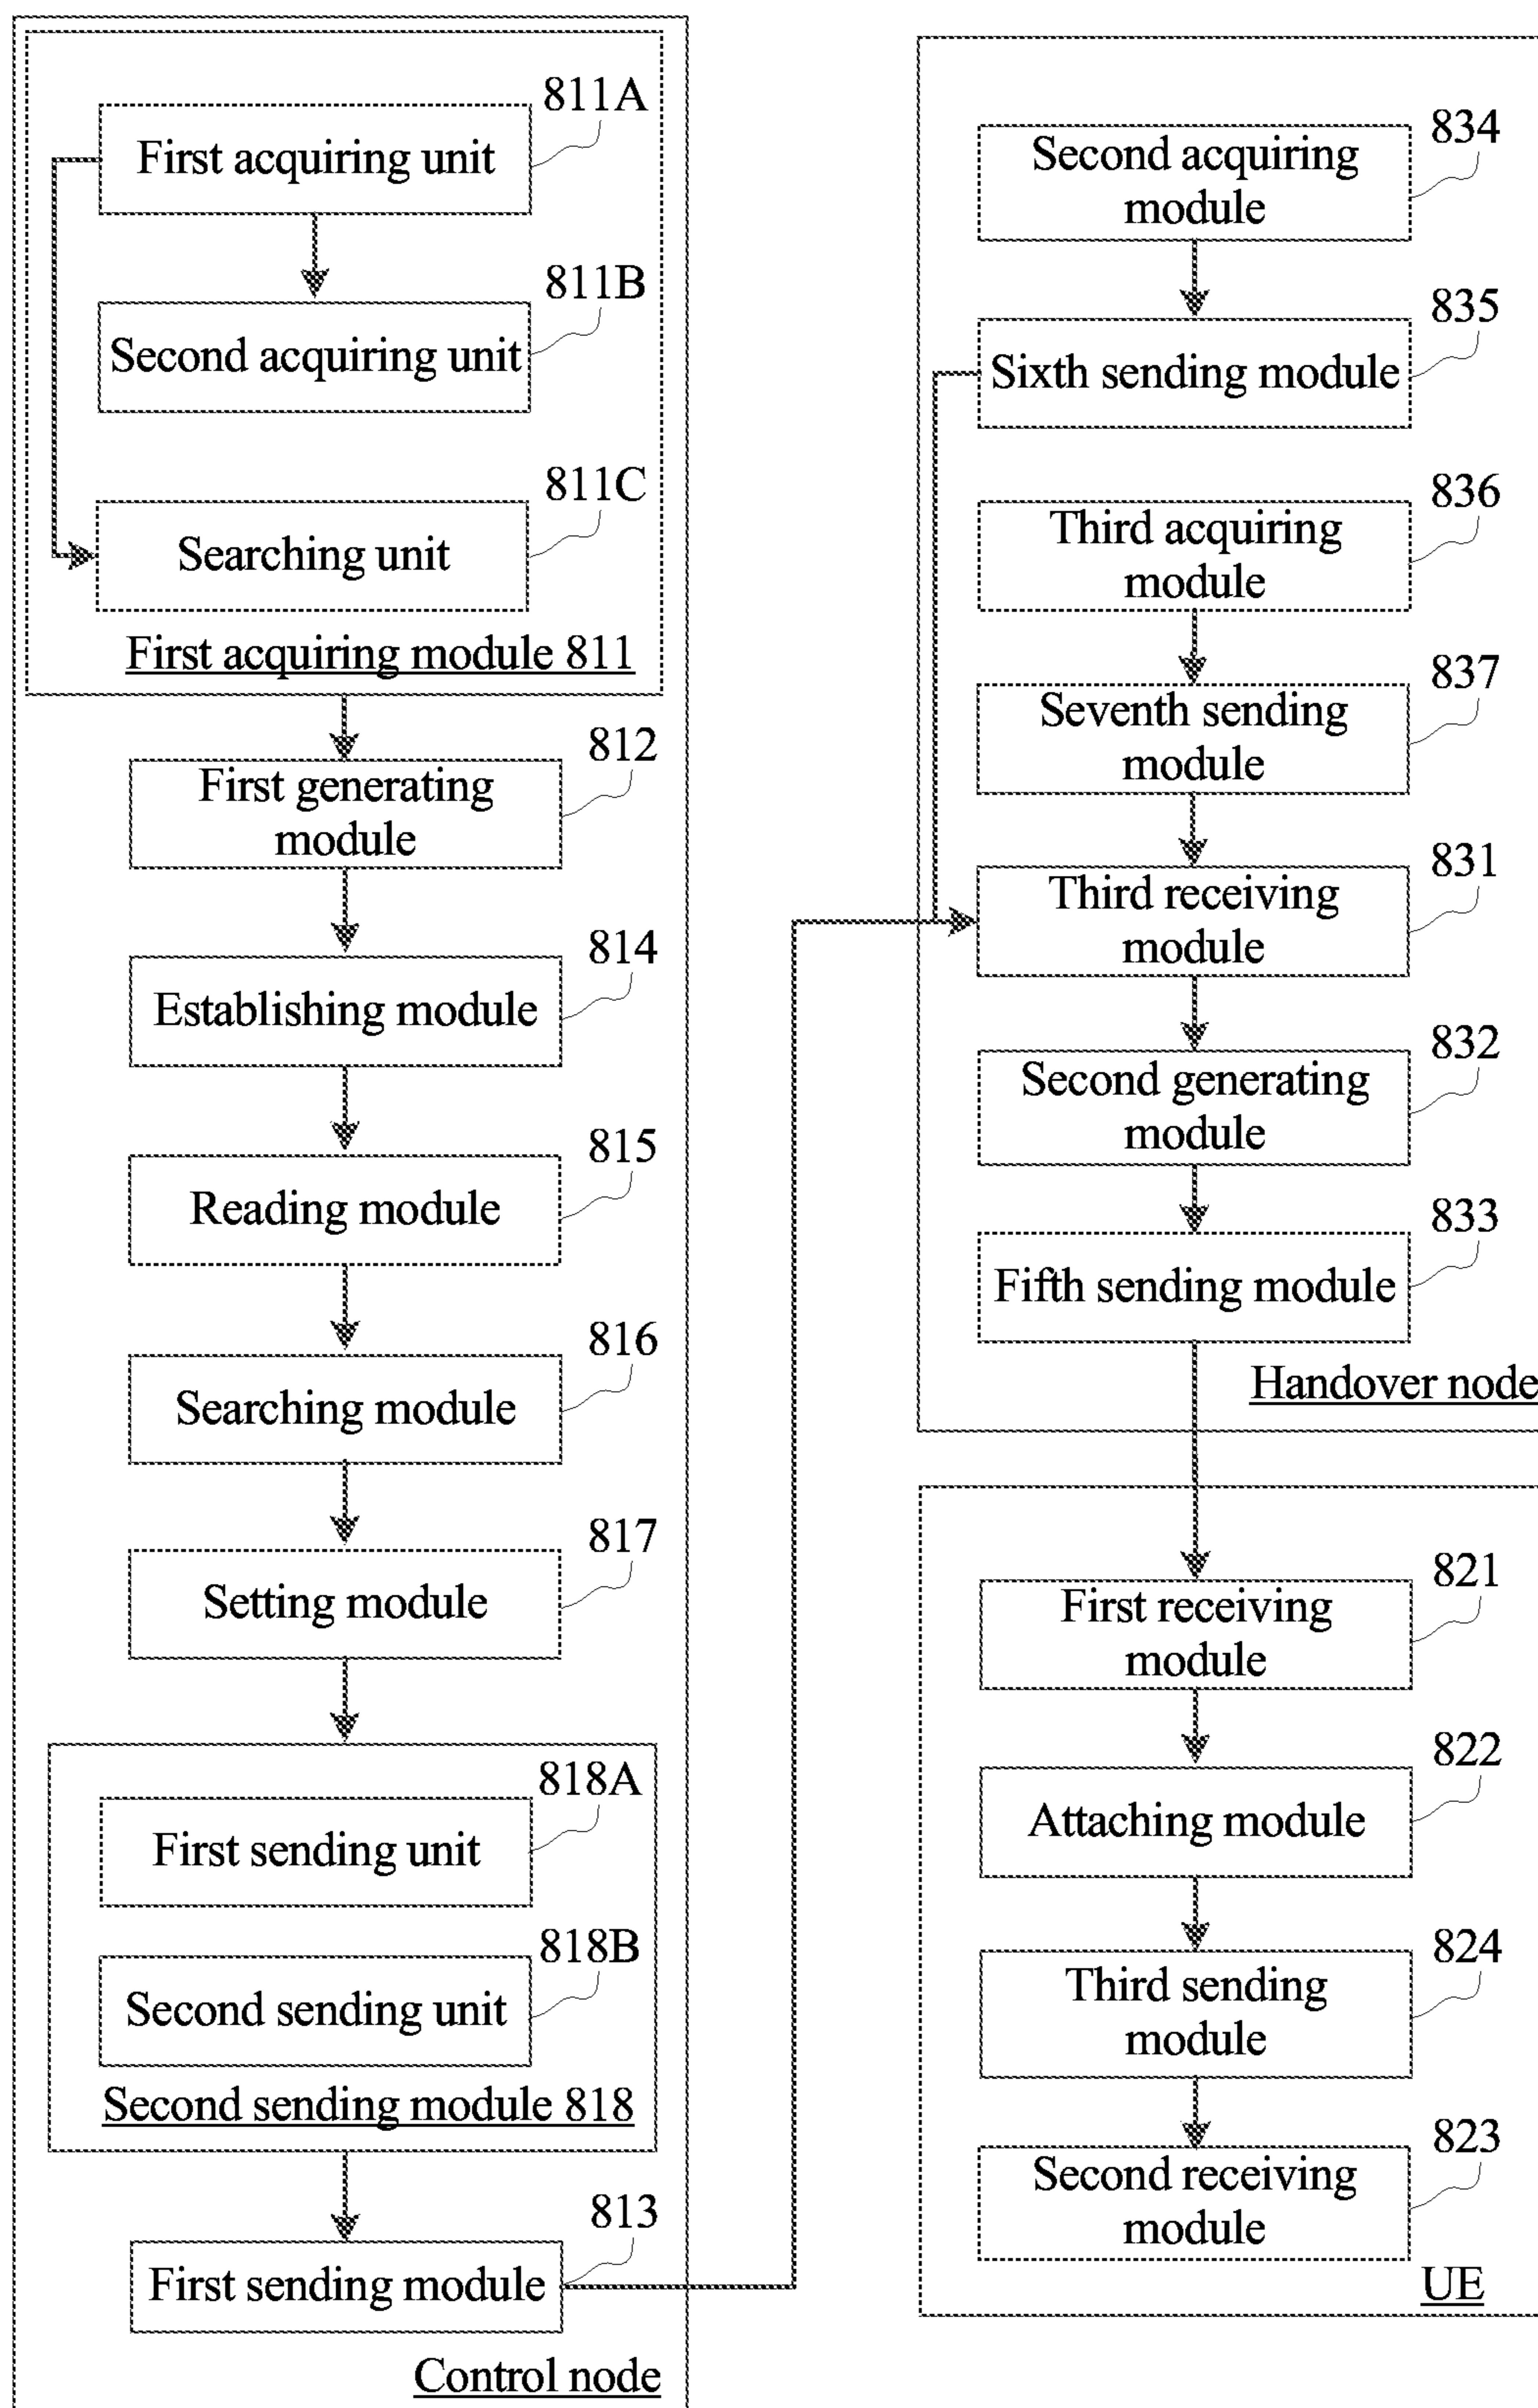 811A
First acquiring unit
811B
Second acquiring unit
811C
Searching unit
First acquiring module 811
812
First generating
module
814
Establishing module
815
Reading module
816
Searching module
817
Setting module
818A
First sending unit
818B
Second sending unit
Second sending module 818
813
First sending module
Control node
834
Second acquiring
module
835
Sixth sending module
836
Third acquiring
module
837
Seventh sending
module
831
Third receiving
module
832
Second generating
module
833
Fifth sending module
Handover node
821
First receiving
module
822
Attaching module
824
Third sending
module
823
Second receiving
module
UE